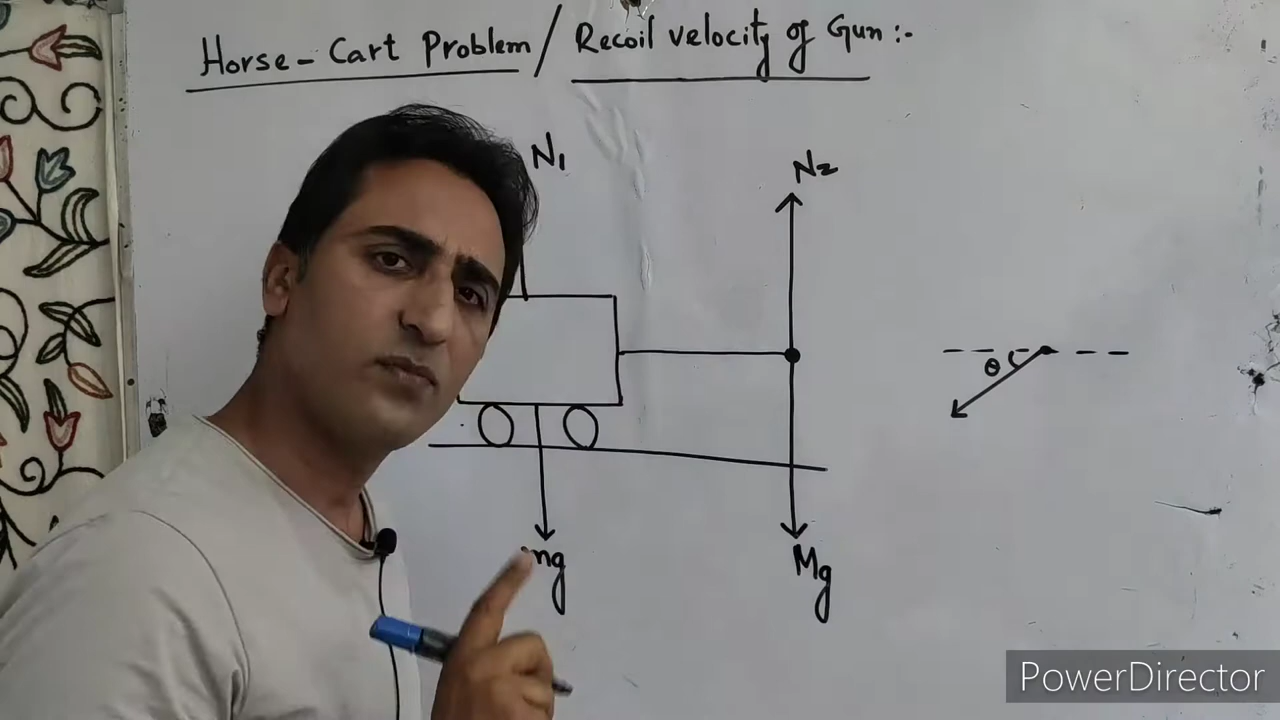 Horse - Cart Problem / Recoil velocity of Gun :-
N1
N2
θ
mg
Mg
PowerDirector